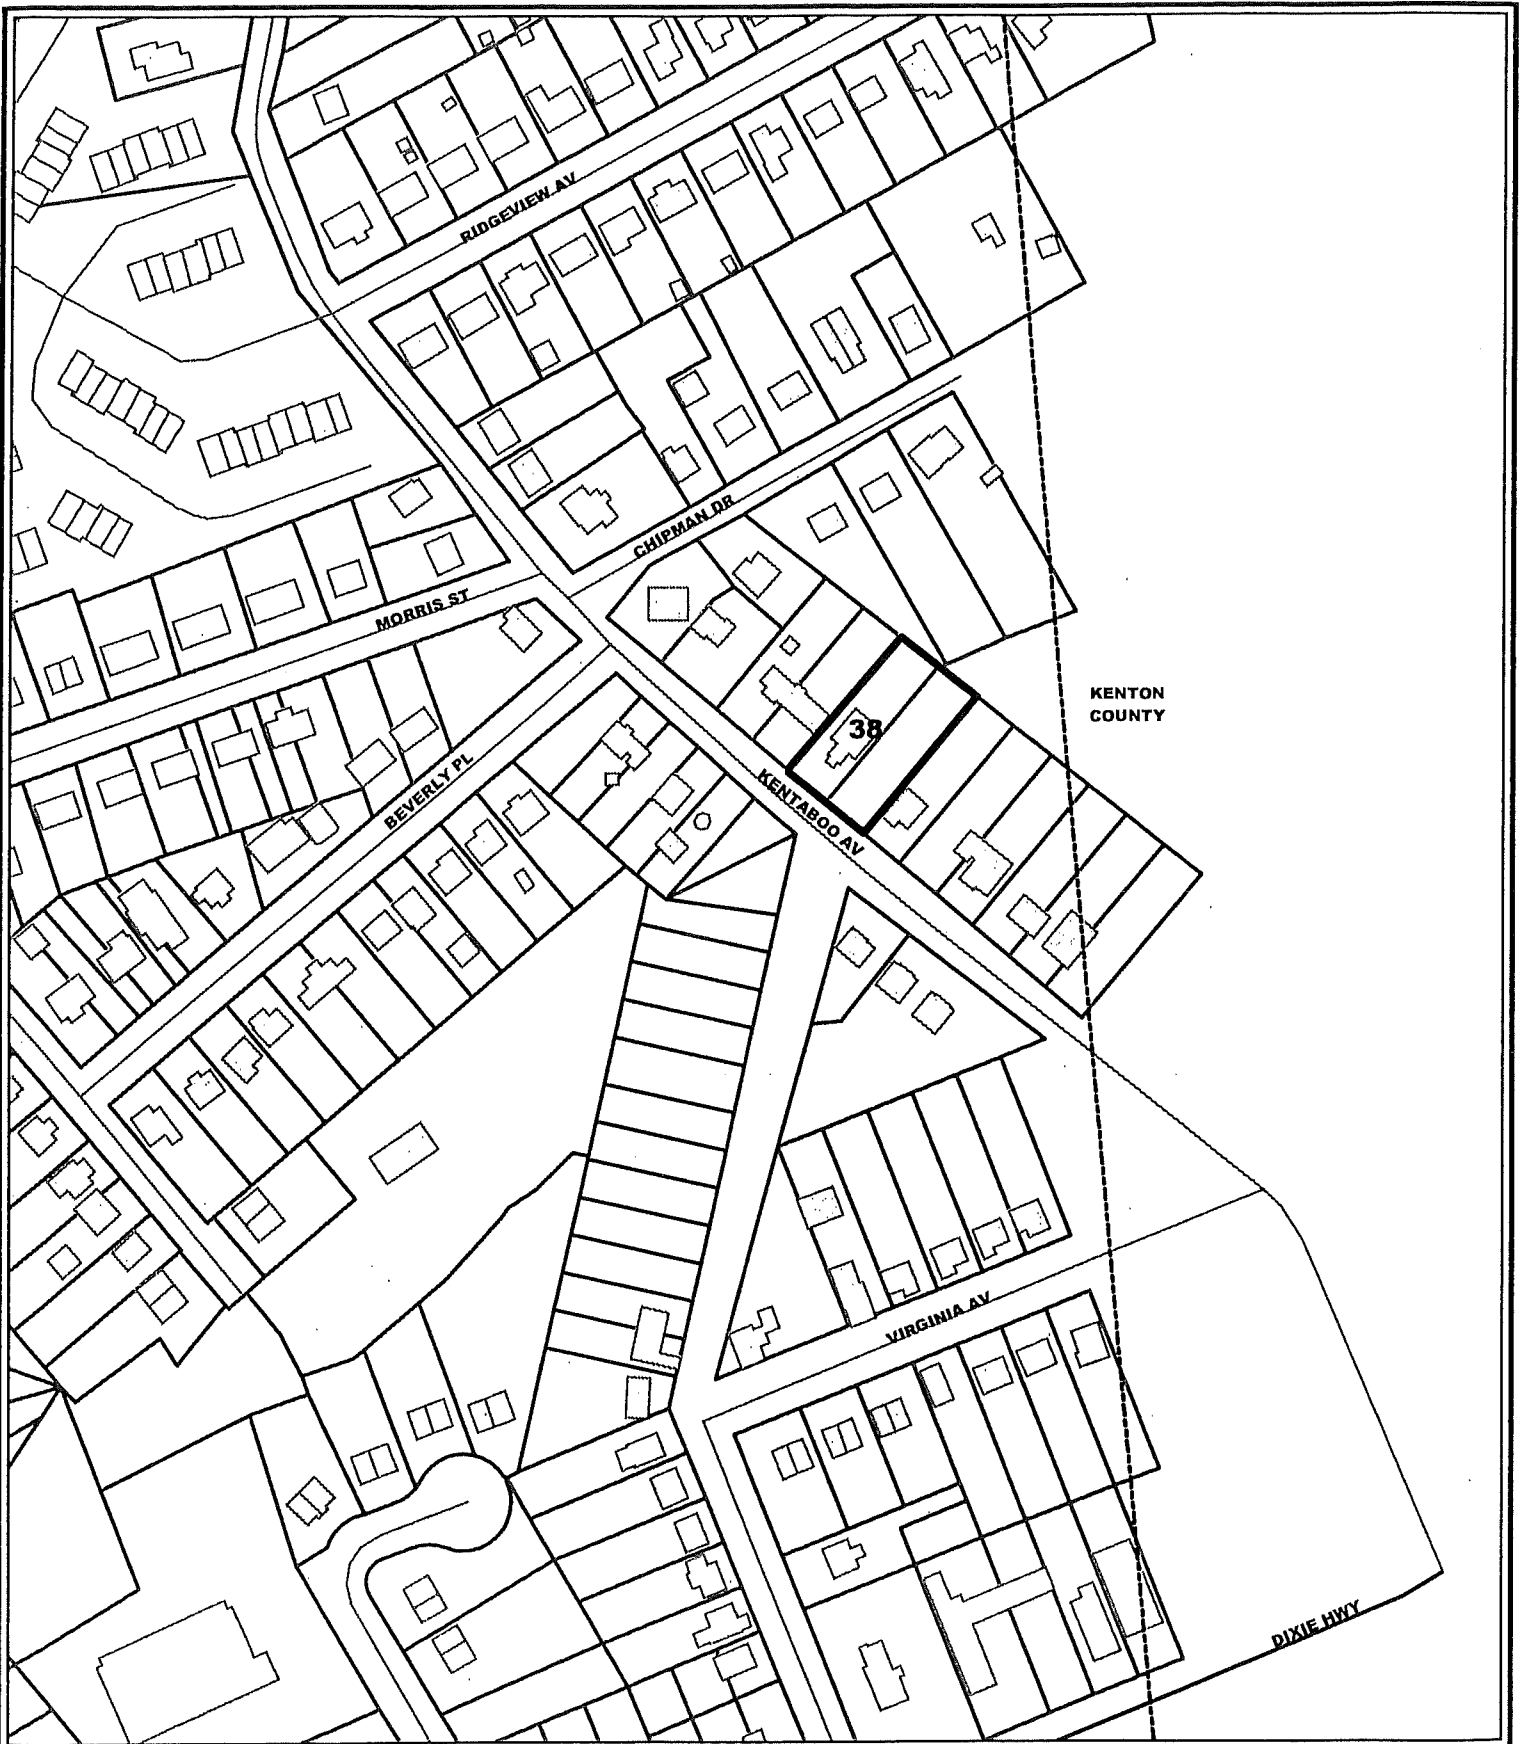 RIDGEVIEW AV
CHIPMAN DR
MORRIS ST
KENTON
COUNTY
38
BEVERLY PL
KENTABOO AV
VIRGINIA AV
DIXIE HWY